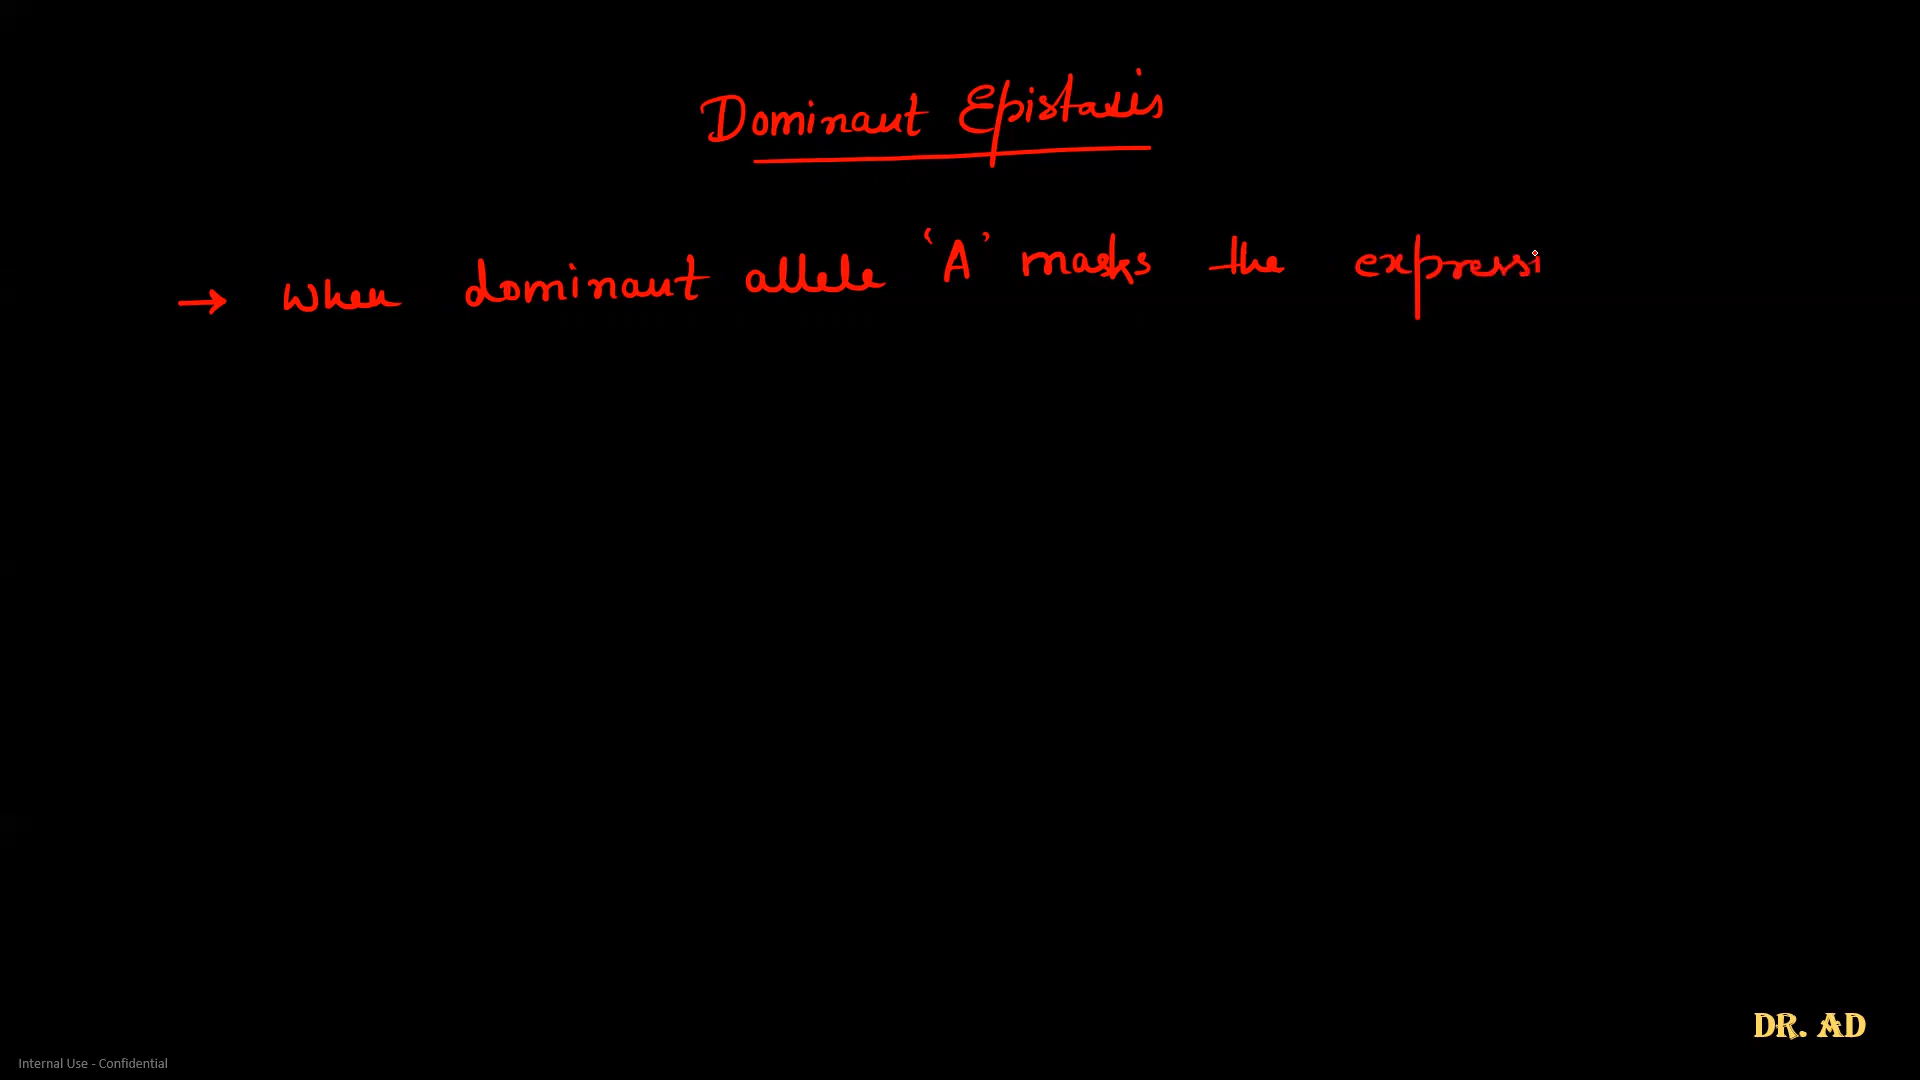 Dominant Epistasis
→ When dominant allele 'A' masks the expressi
DR. AD
Internal Use - Confidential